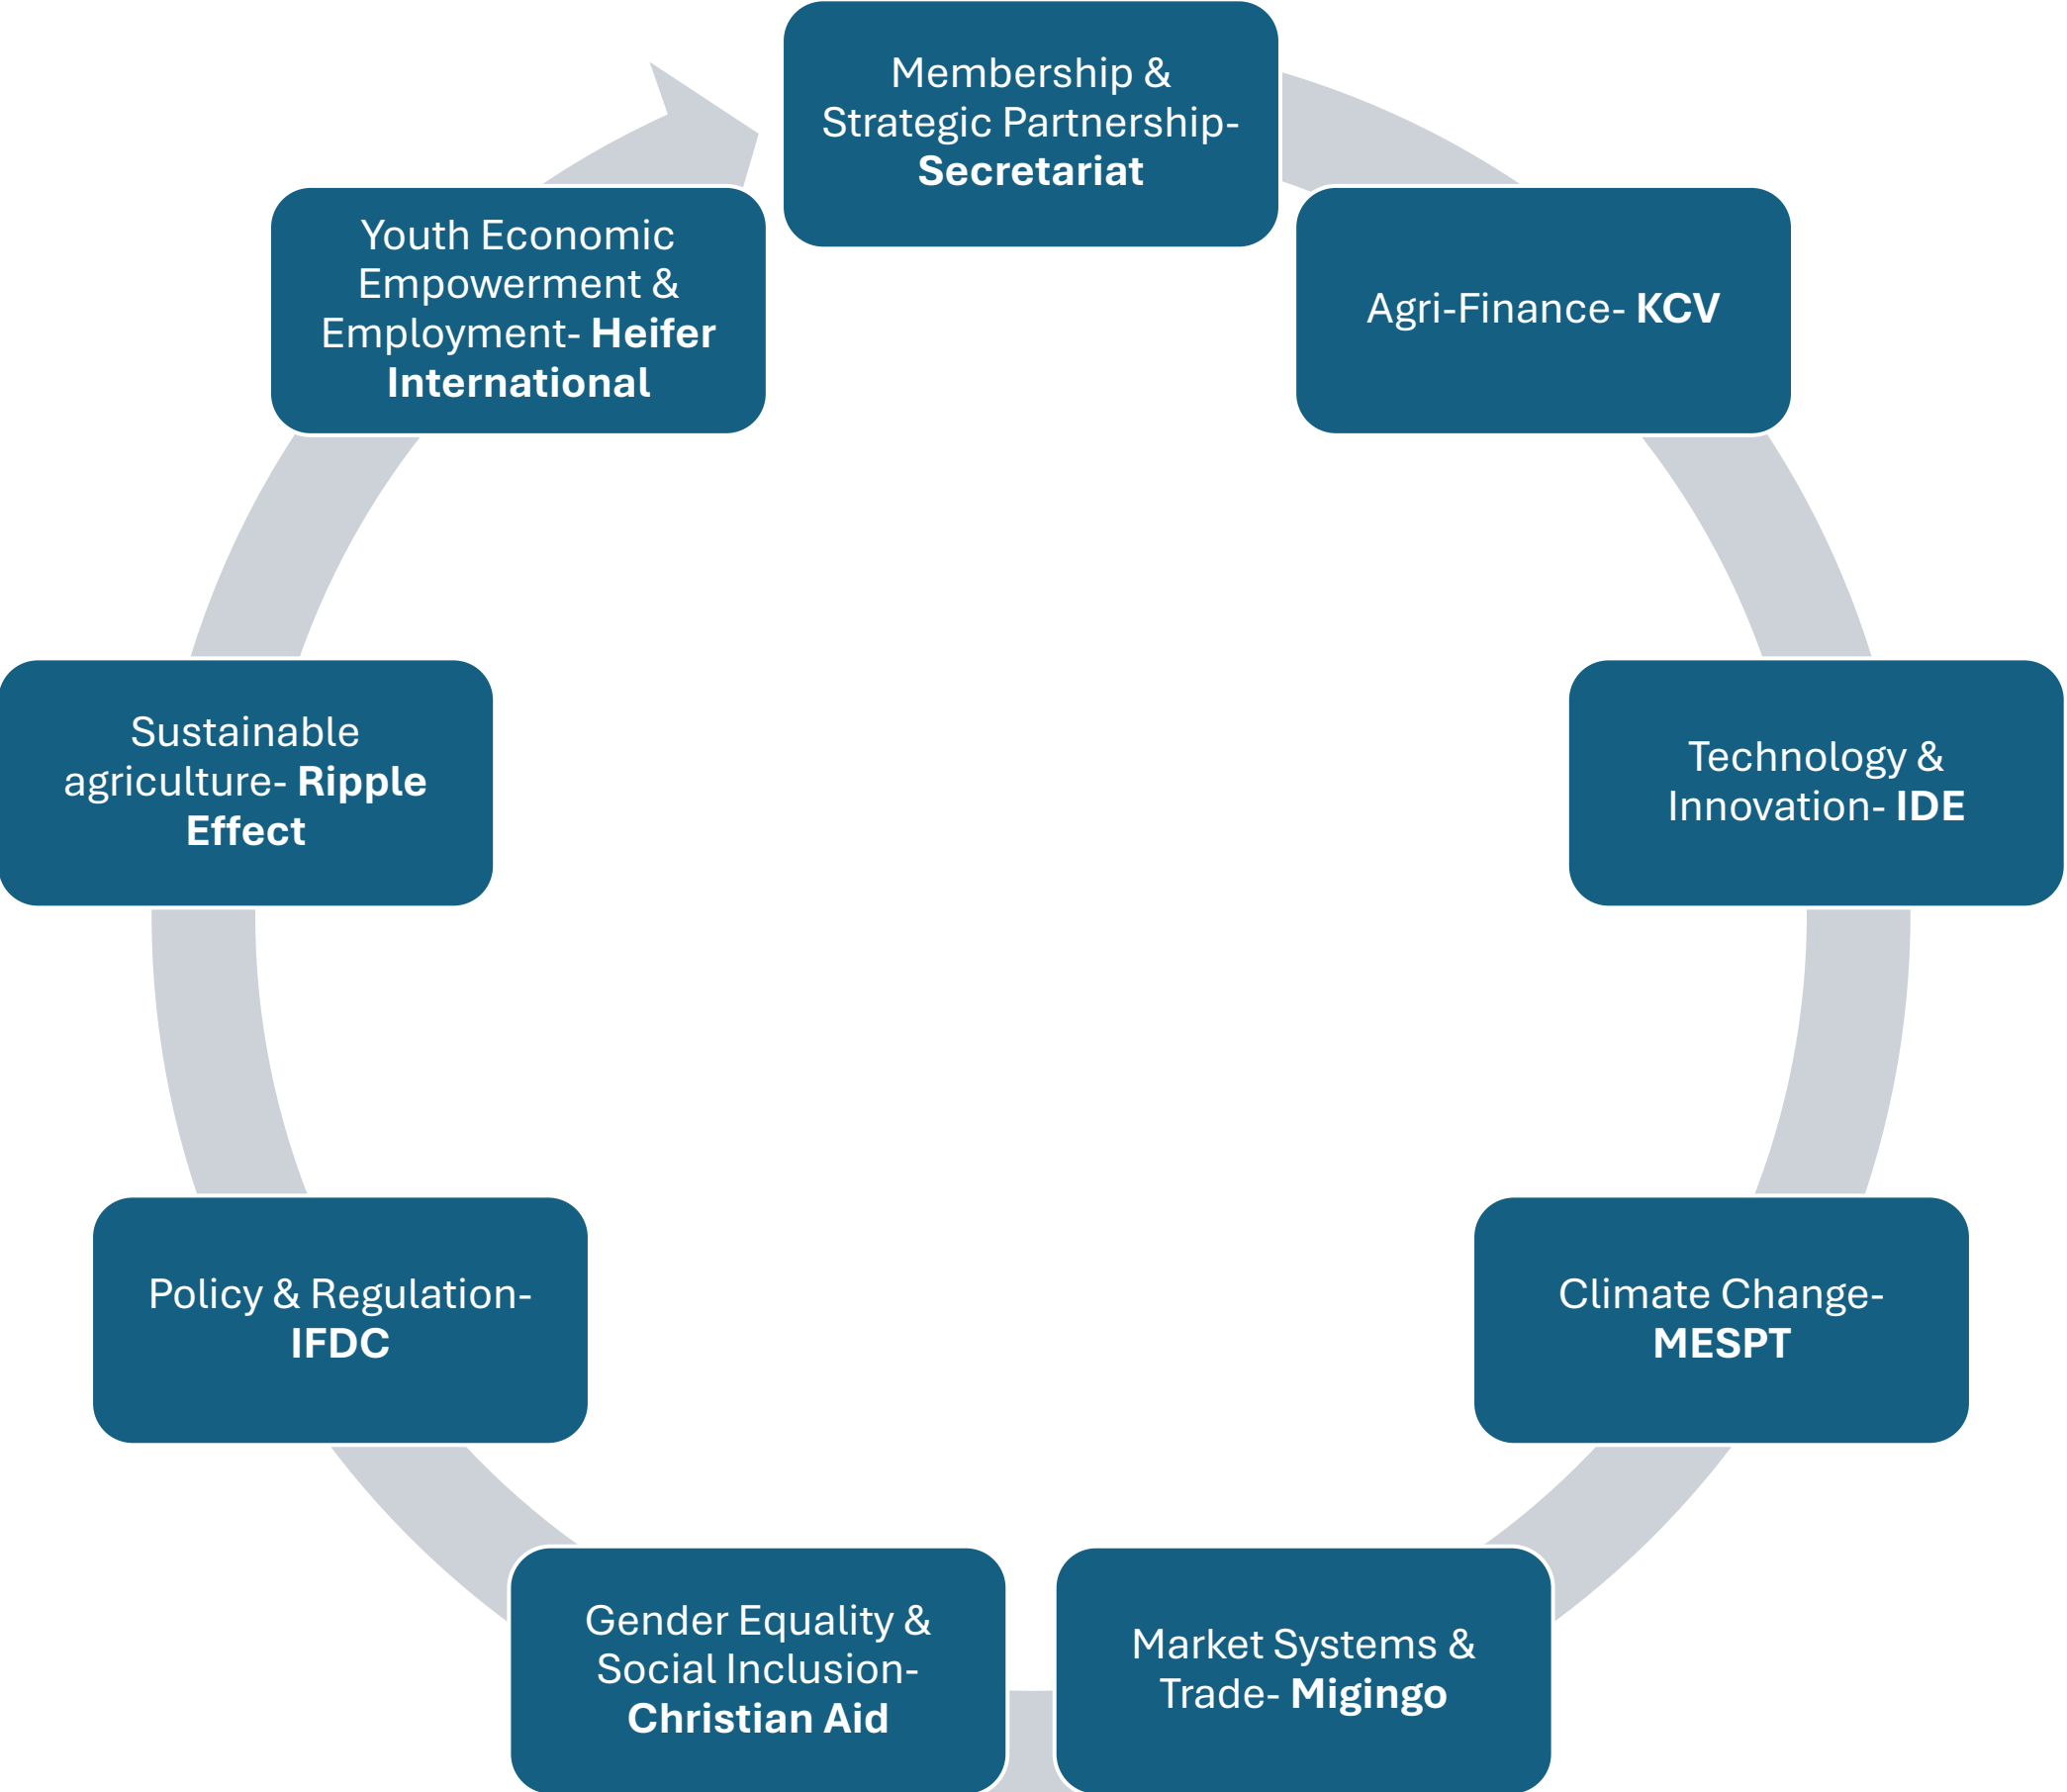 Membership &
Strategic Partnership-
Secretariat
Agri-Finance- KCV
Technology &
Innovation- IDE
Climate Change-
MESPT
Market Systems &
Trade- Migingo
Gender Equality &
Social Inclusion-
Christian Aid
Policy & Regulation-
IFDC
Sustainable
agriculture- Ripple
Effect
Youth Economic
Empowerment &
Employment- Heifer
International